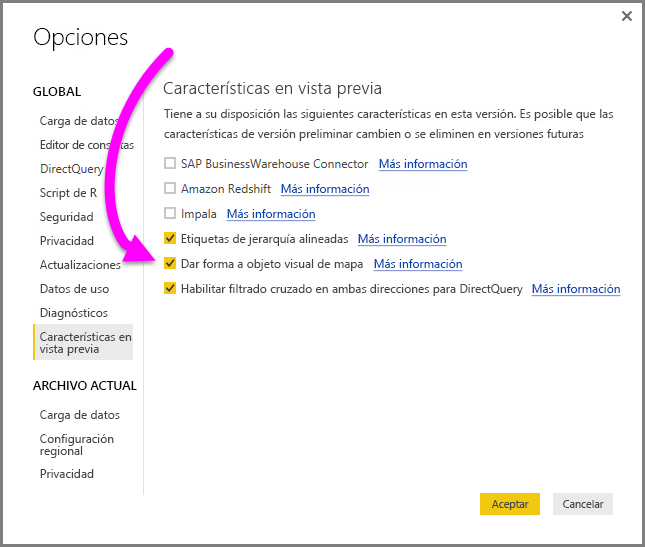 Opciones
GLOBAL
Carga de datos
Editor de consultas
DirectQuery
Script de R
Seguridad
Privacidad
Actualizaciones
Datos de uso
Diagnósticos
Características en
vista previa
ARCHIVO ACTUAL
Carga de datos
Configuración
regional
Privacidad
Características en vista previa
Tiene a su disposición las siguientes características en esta versión. Es posible que las
características de versión preliminar cambien o se eliminen en versiones futuras
SAP BusinessWarehouse Connector Más información
Amazon Redshift Más información
Impala Más información
Etiquetas de jerarquía alineadas Más información
Dar forma a objeto visual de mapa Más información
Habilitar filtrado cruzado en ambas direcciones para DirectQuery Más información
Aceptar Cancelar